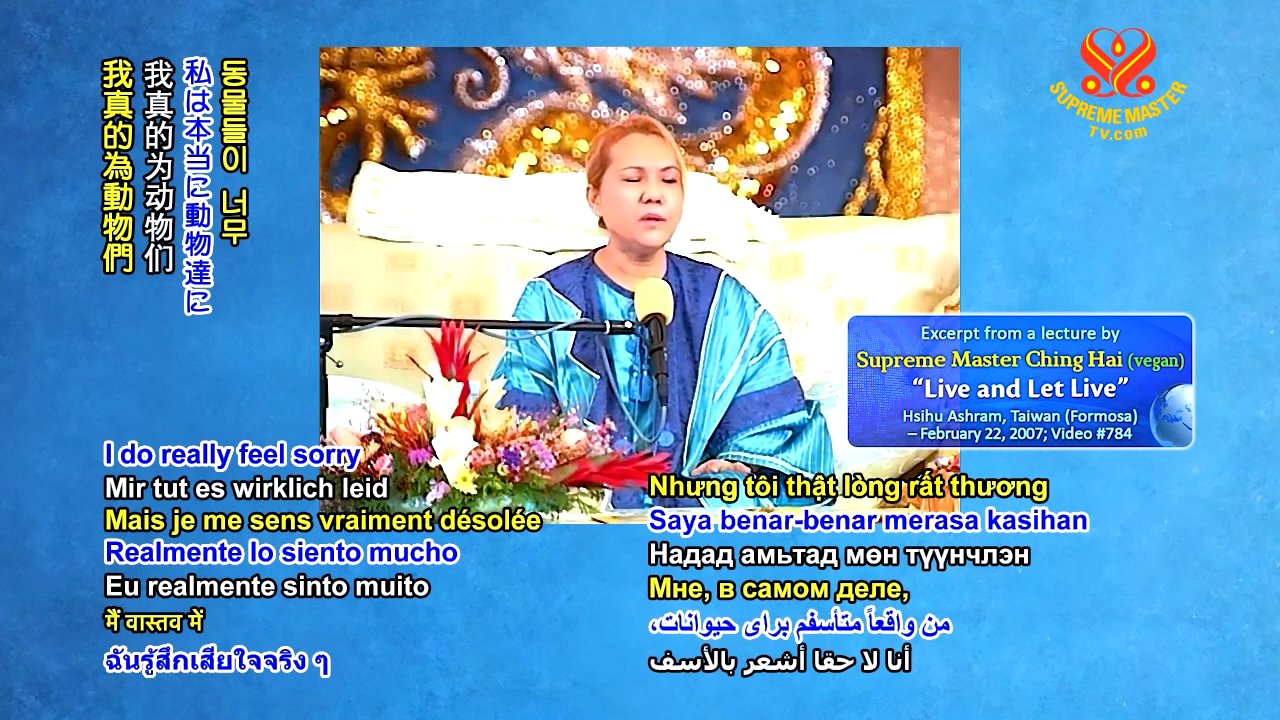 동물들이 너무
私は本当に動物達に
我真的为动物们
我真的為動物們
SUPREME MASTER
TV.com
Excerpt from a lecture by
Supreme Master Ching Hai (vegan)
“Live and Let Live”
Hsihu Ashram, Taiwan (Formosa)
– February 22, 2007; Video #784
I do really feel sorry
Mir tut es wirklich leid
Mais je me sens vraiment désolée
Realmente lo siento mucho
Eu realmente sinto muito
मैं वास्तव में
ฉันรู้สึกเสียใจจริง ๆ
Nhưng tôi thật lòng rất thương
Saya benar-benar merasa kasihan
Надад амьтад мөн түүнчлэн
Мне, в самом деле,
من واقعاً متأسفم برای حیوانات،
أنا لا حقا أشعر بالأسف